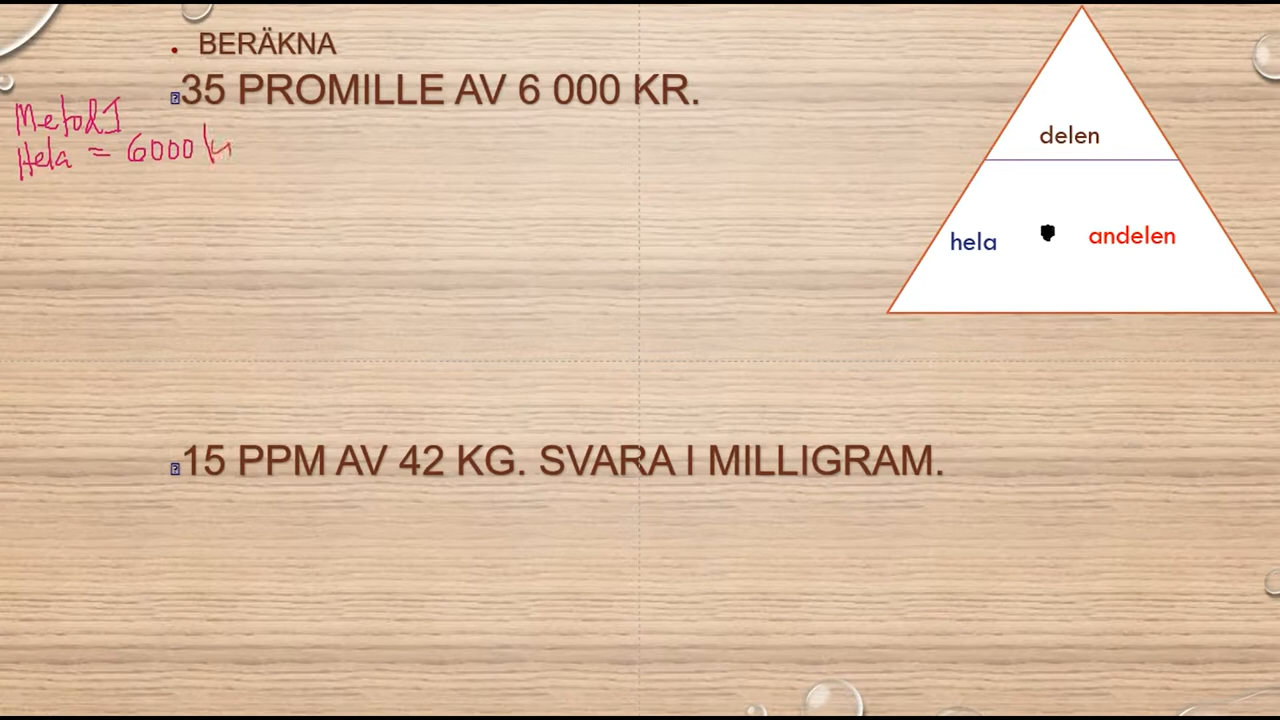 • BERÄKNA
35 PROMILLE AV 6 000 KR.
Metod I
Hela = 6000 kr
delen
hela • andelen
15 PPM AV 42 KG. SVARA I MILLIGRAM.